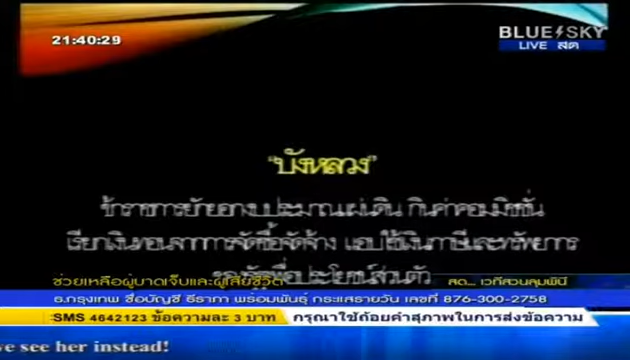 21:40:29
BLUE SKY
LIVE สด
"บังหลวง"
ข้าราชการยักยอกงบประมาณแผ่นดิน กินค่าคอมมิชชั่น
เรียกเงินทอนจากการจัดซื้อจัดจ้าง แอบใช้เงินภาษีและทรัพยากร
เพื่อประโยชน์ส่วนตัว
ช่วยเหลือผู้บาดเจ็บและผู้เสียชีวิต
สด... เวทีสวนลุมพินี
ธ.กรุงเทพ ชื่อบัญชี ธีราภา พร้อมพันธุ์ กระแสรายวัน เลขที่ 876-300-2758
SMS 4642123 ข้อความละ 3 บาท
กรุณาใช้ถ้อยคำสุภาพในการส่งข้อความ
we see her instead!